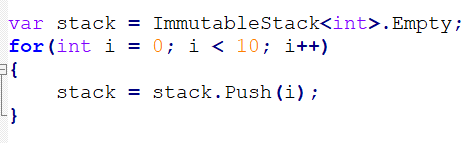 var stack = ImmutableStack<int>.Empty;
for(int i = 0; i < 10; i++)
{
    stack = stack.Push(i);
}